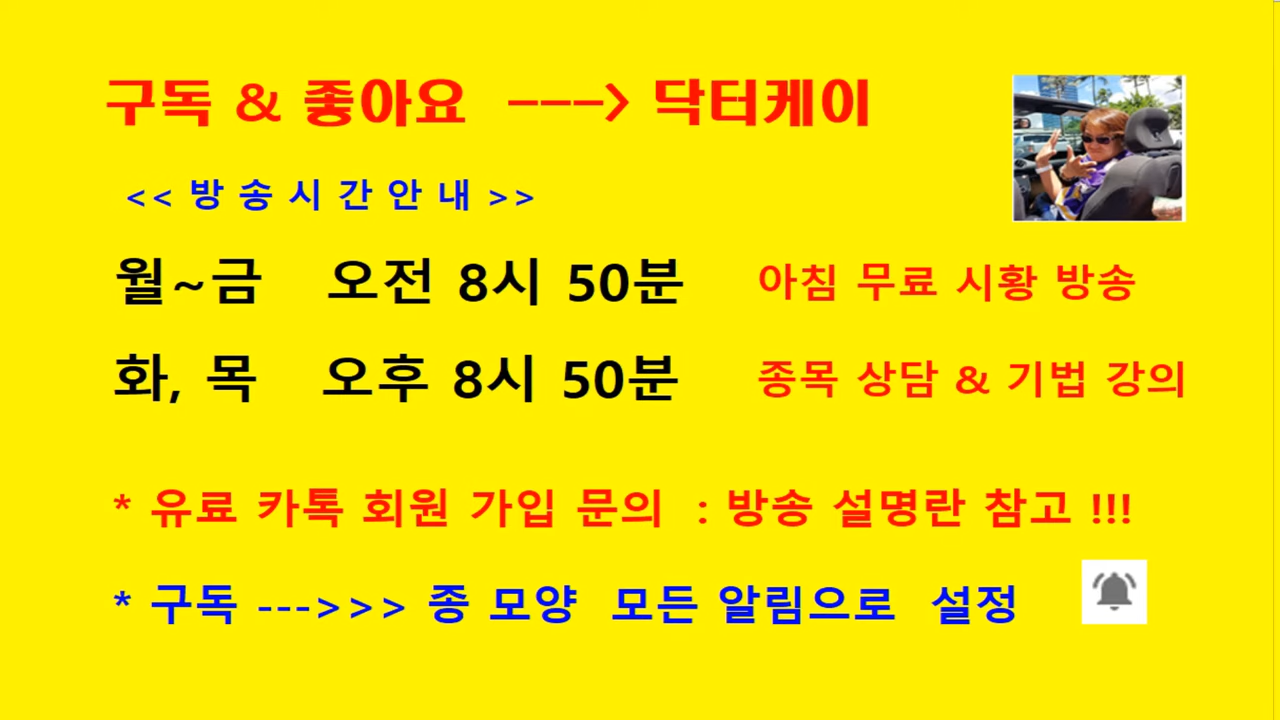 구독 & 좋아요 ---> 닥터케이
<< 방 송 시 간 안 내 >>
월~금 오전 8시 50분 아침 무료 시황 방송
화, 목 오후 8시 50분 종목 상담 & 기법 강의
* 유료 카톡 회원 가입 문의 : 방송 설명란 참고 !!!
* 구독 --->>> 종 모양 모든 알림으로 설정